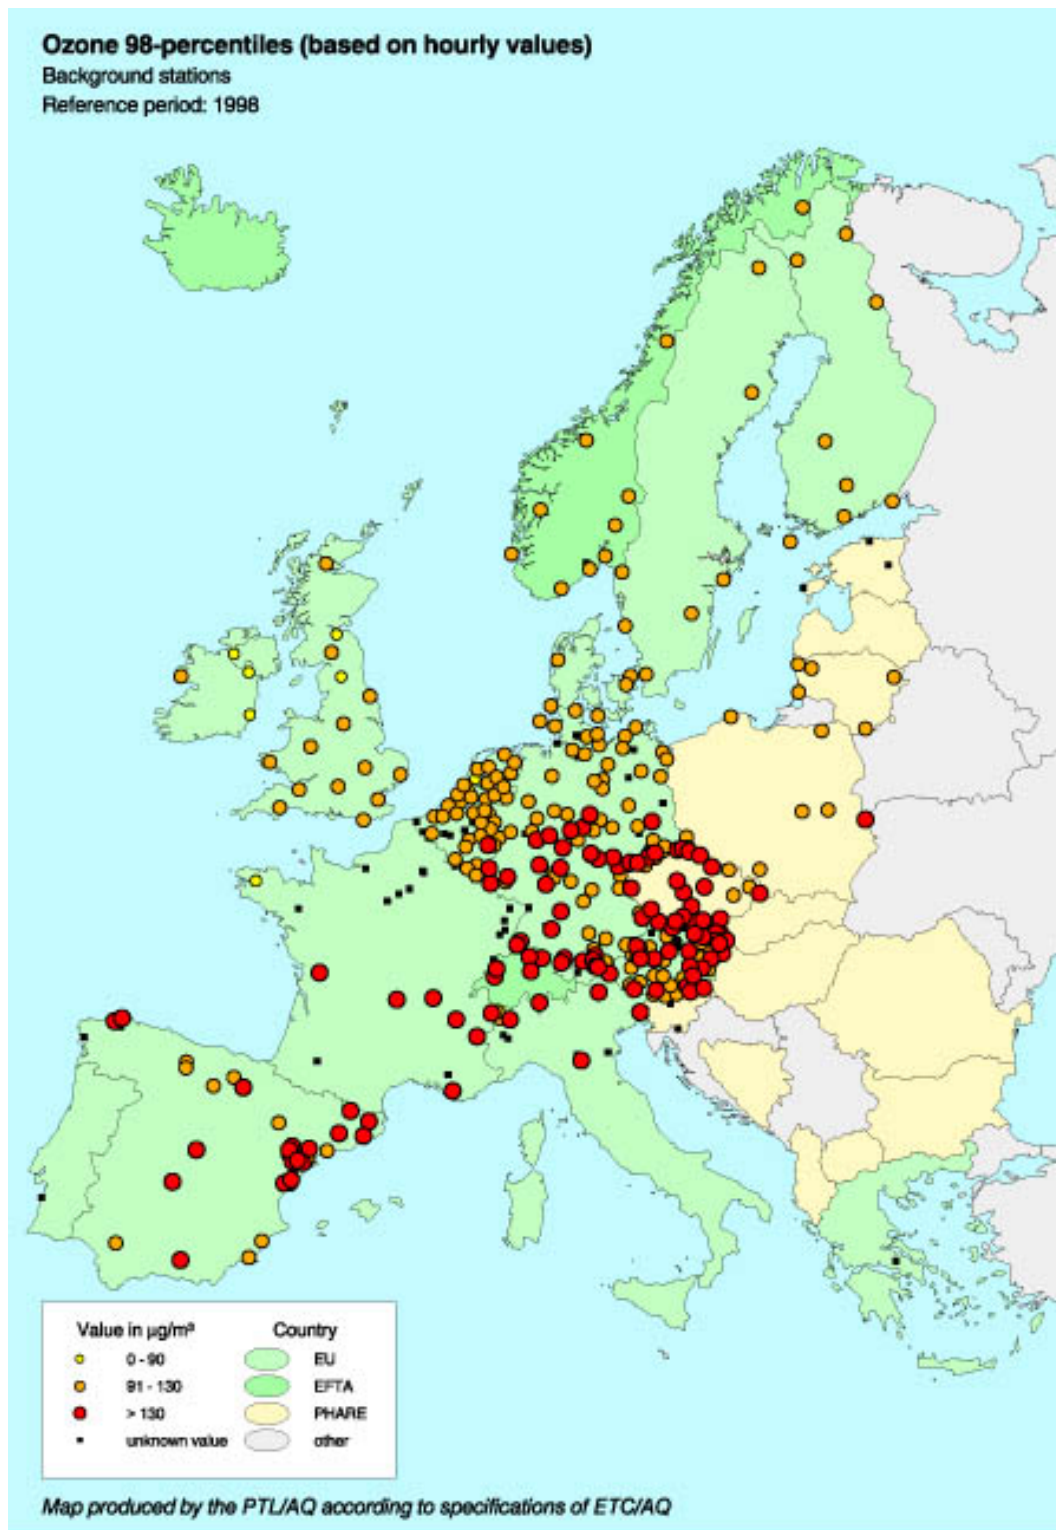 Ozone 98-percentiles (based on hourly values)
Background stations
Reference period: 1998
Value in µg/m³ Country
0 - 90 EU
91 - 130 EFTA
> 130 PHARE
unknown value other
Map produced by the PTL/AQ according to specifications of ETC/AQ